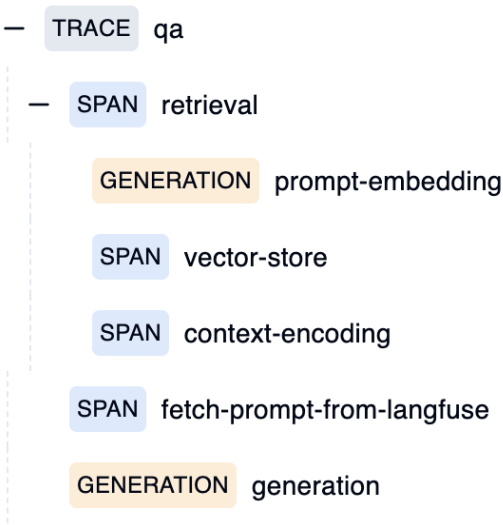 TRACE qa
SPAN retrieval
GENERATION prompt-embedding
SPAN vector-store
SPAN context-encoding
SPAN fetch-prompt-from-langfuse
GENERATION generation